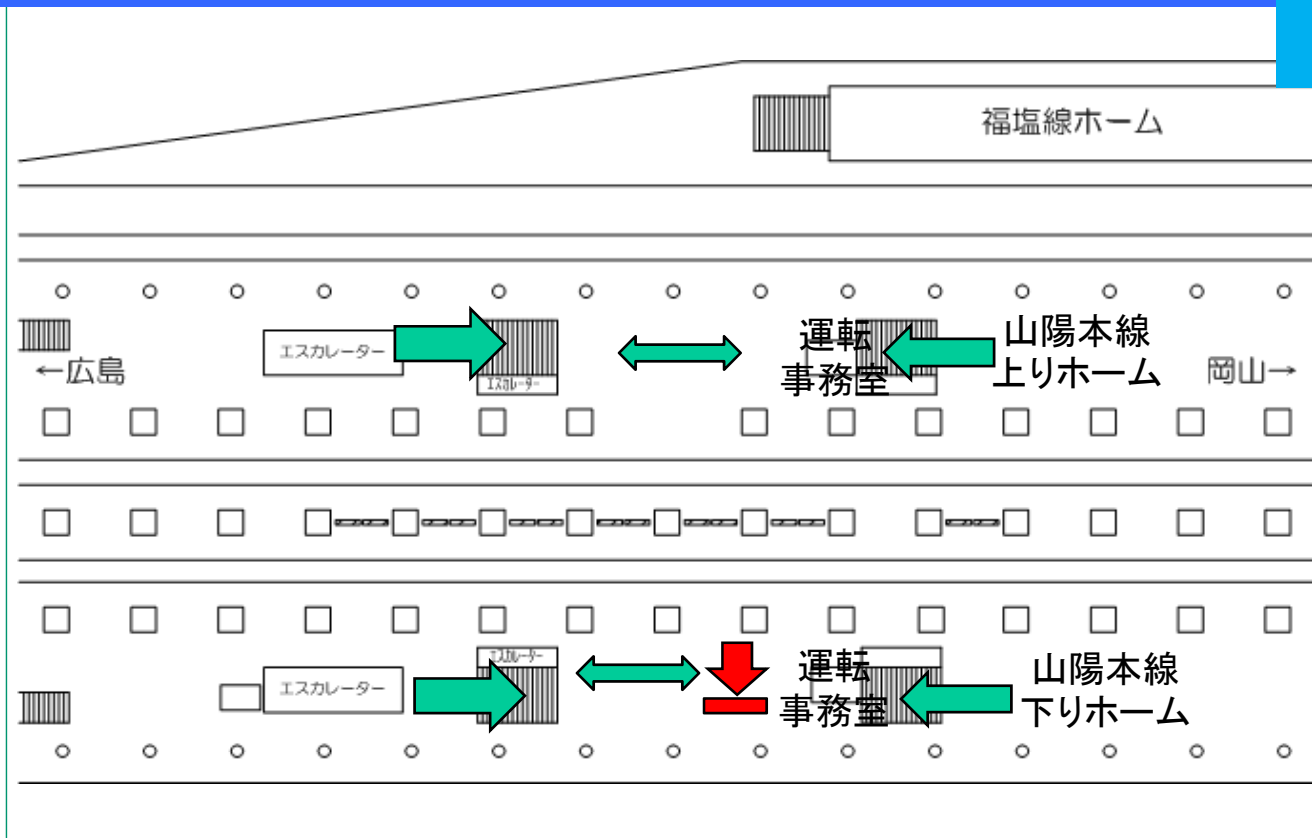 福塩線ホーム
エスカレーター
エスカレーター
運転
事務室
山陽本線
上りホーム
←広島
岡山→
エスカレーター
エスカレーター
運転
事務室
山陽本線
下りホーム